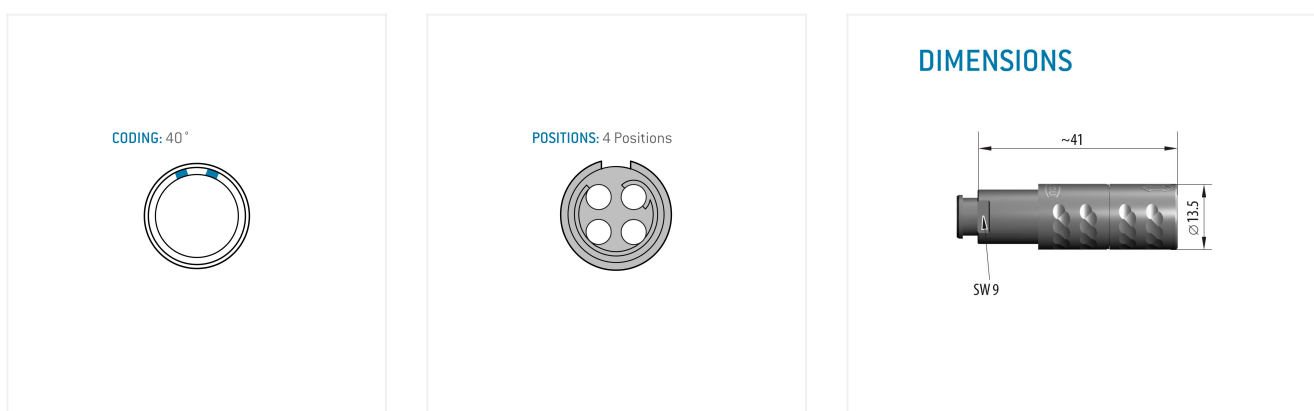 CODING: 40°
POSITIONS: 4 Positions
DIMENSIONS
~41
⌀13.5
SW 9